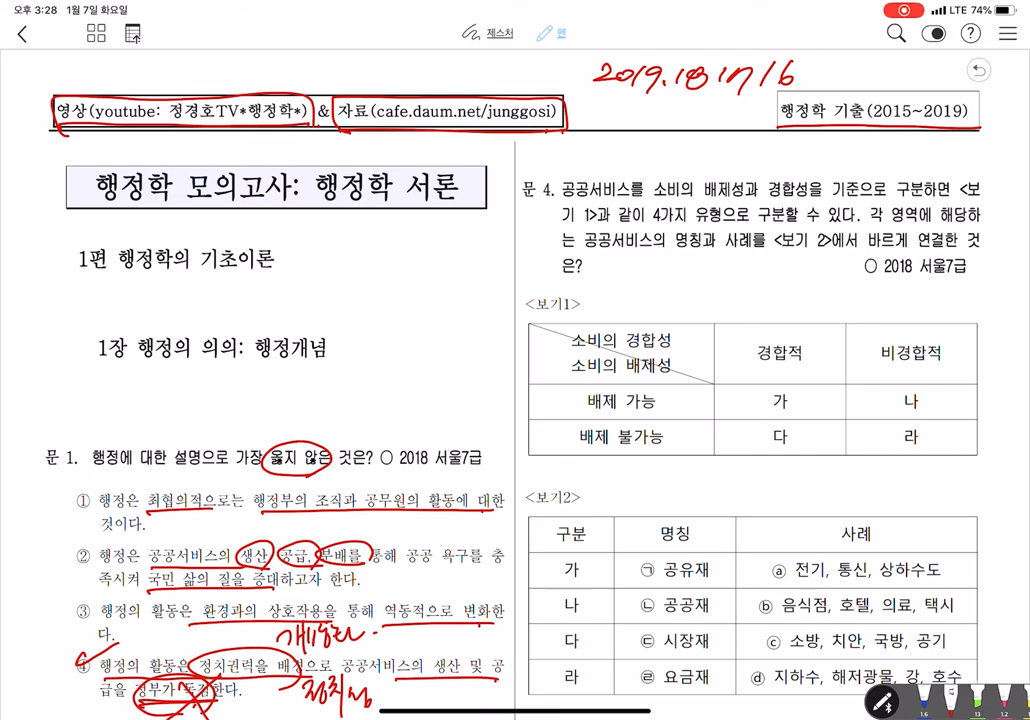 오후 3:28 1월 7일 화요일
LTE 74%
제스처 펜
2019.
영상(youtube: 정경호TV*행정학*) & 자료(cafe.daum.net/junggosi)
행정학 기출(2015~2019)
행정학 모의고사: 행정학 서론
1편 행정학의 기초이론
1장 행정의 의의: 행정개념
문 1. 행정에 대한 설명으로 가장 옳지 않은 것은? ○ 2018 서울7급
① 행정은 최협의적으로는 행정부의 조직과 공무원의 활동에 대한
것이다.
② 행정은 공공서비스의 생산, 공급, 분배를 통해 공공 욕구를 충
족시켜 국민 삶의 질을 증대하고자 한다.
③ 행정의 활동은 환경과의 상호작용을 통해 역동적으로 변화한
다.
④ 행정의 활동은 정치권력을 배경으로 공공서비스의 생산 및 공
급을 정부가 독점한다.
문 4. 공공서비스를 소비의 배제성과 경합성을 기준으로 구분하면 <보
기 1>과 같이 4가지 유형으로 구분할 수 있다. 각 영역에 해당하
는 공공서비스의 명칭과 사례를 <보기 2>에서 바르게 연결한 것
은? ○ 2018 서울7급
<보기1>
소비의 경합성
소비의 배제성
경합적 비경합적
배제 가능 가 나
배제 불가능 다 라
<보기2>
구분 명칭 사례
가 ㉠ 공유재 ⓐ 전기, 통신, 상하수도
나 ㉡ 공공재 ⓑ 음식점, 호텔, 의료, 택시
다 ㉢ 시장재 ⓒ 소방, 치안, 국방, 공기
라 ㉣ 요금재 ⓓ 지하수, 해저광물, 강, 호수
1.6 1.2